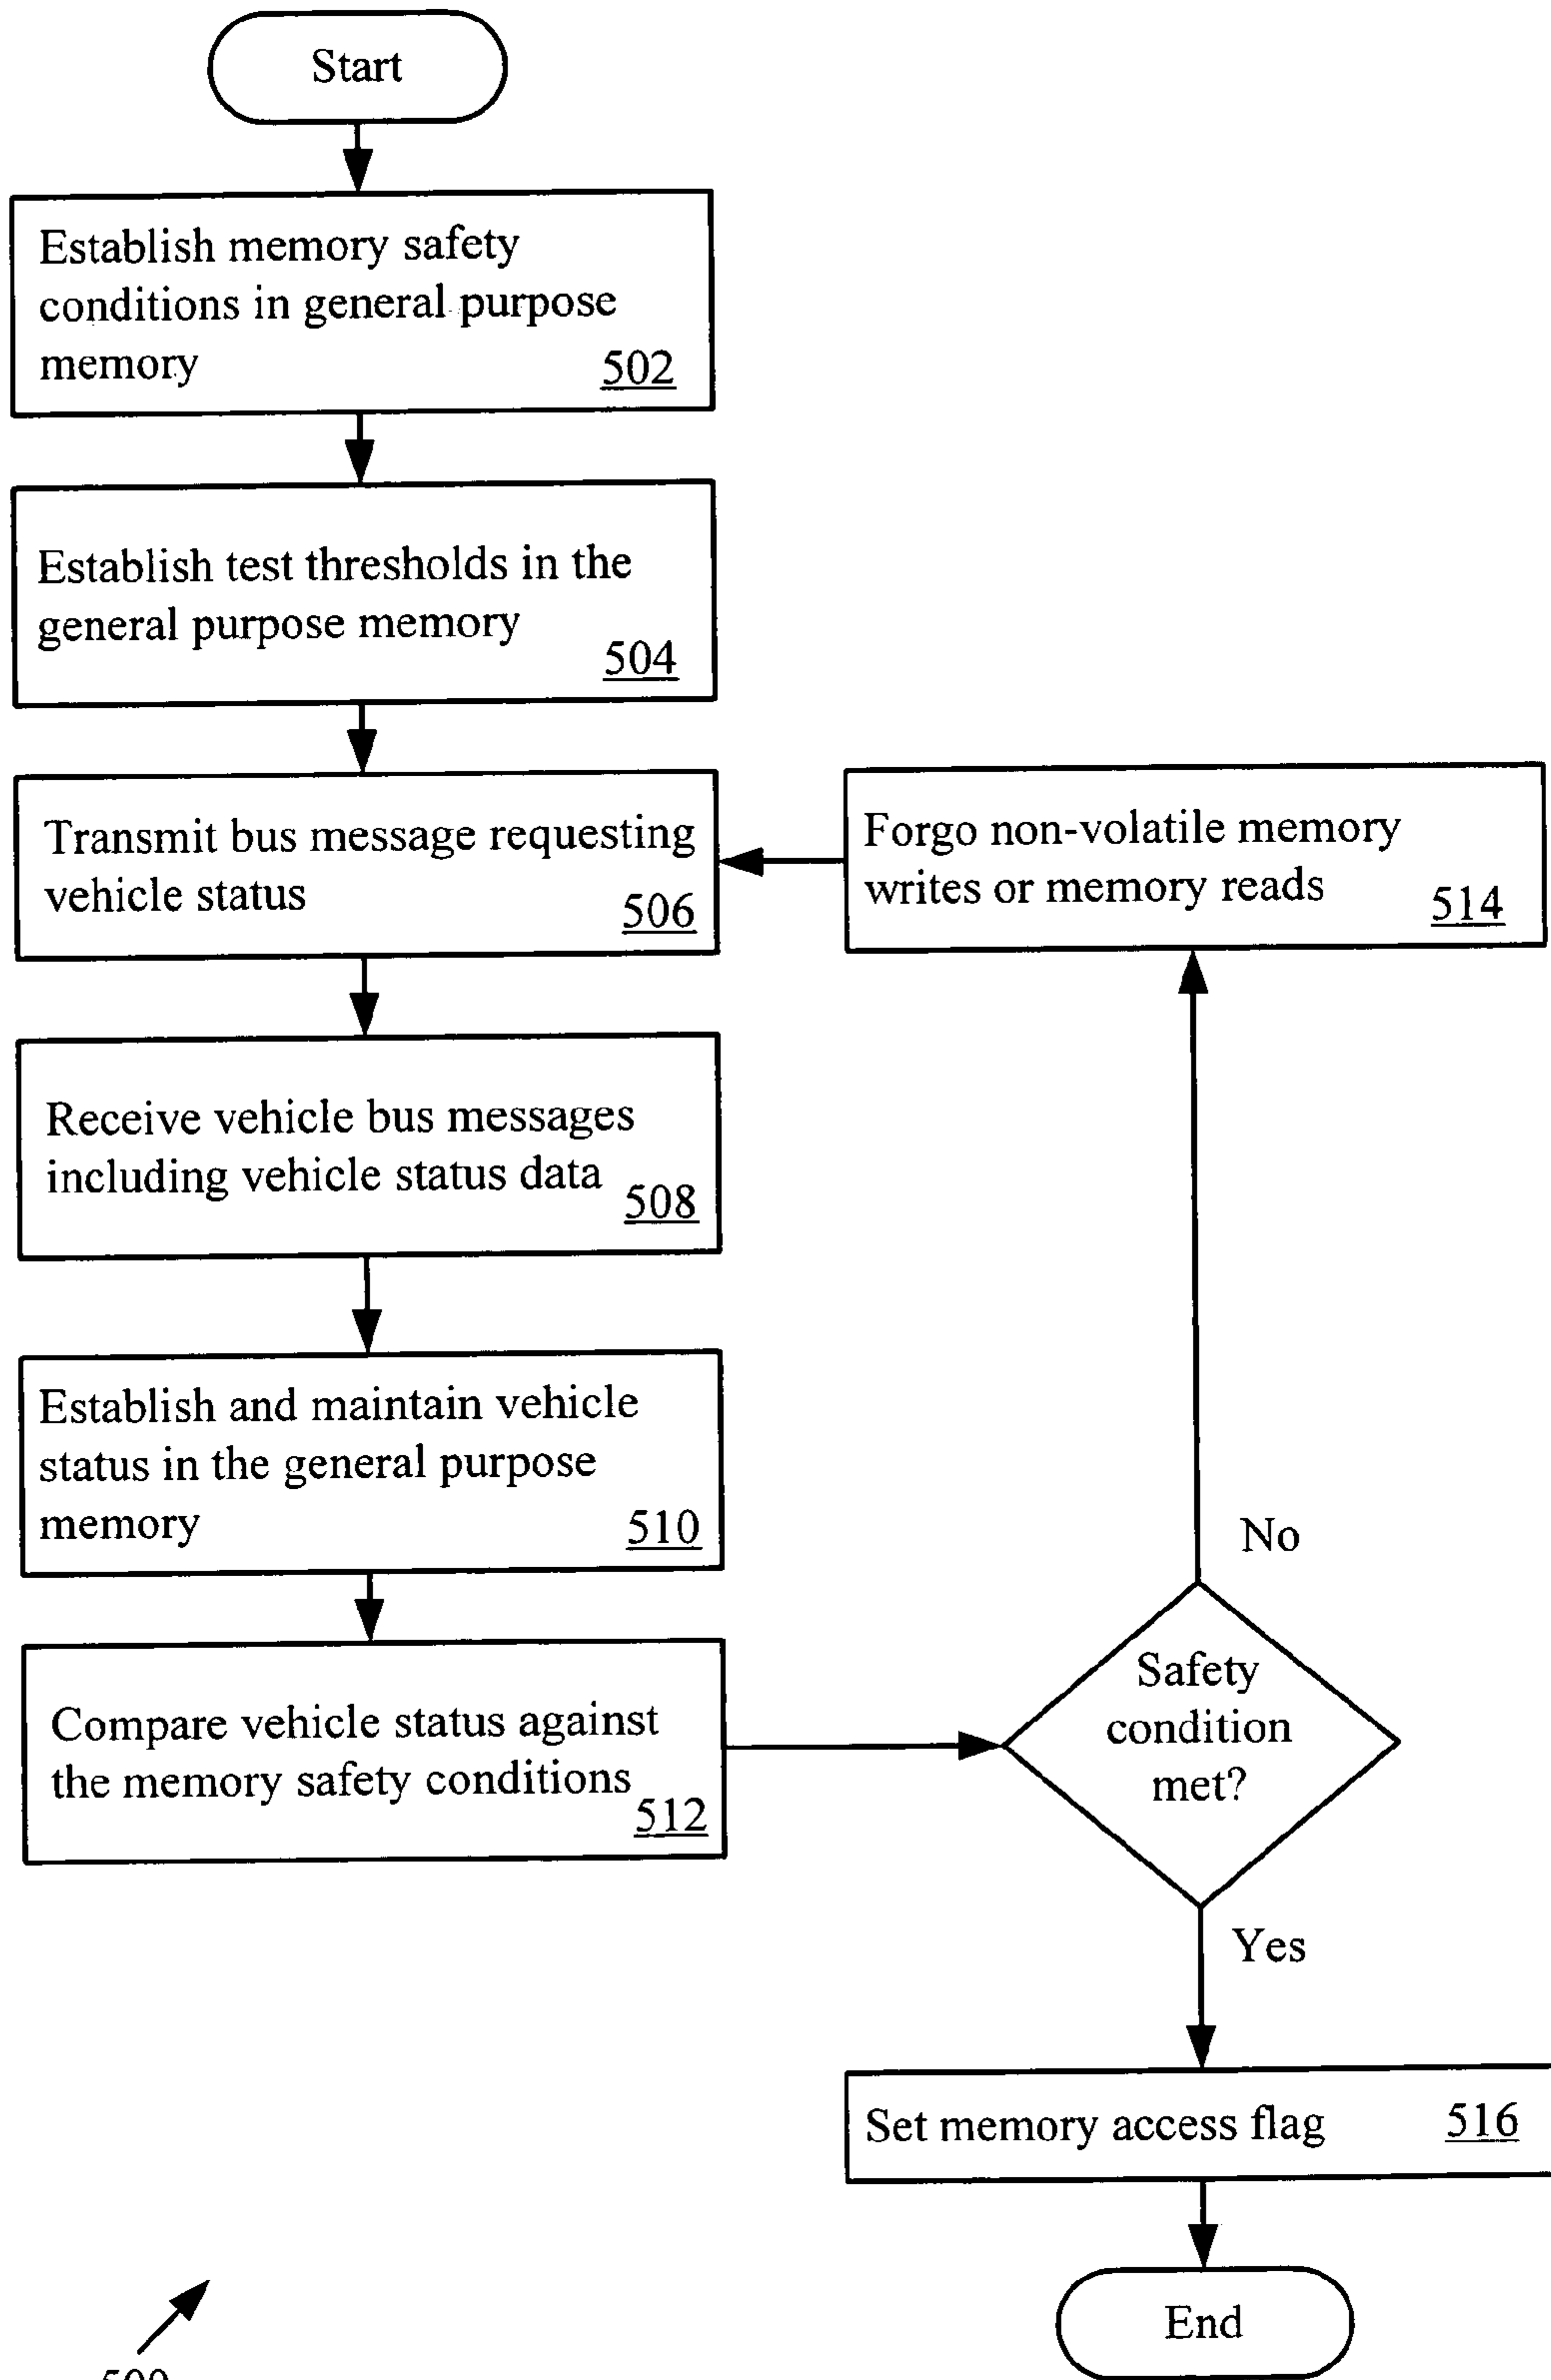 Start
Establish memory safety
conditions in general purpose
memory
502
Establish test thresholds in the
general purpose memory
504
Transmit bus message requesting
vehicle status
506
Forgo non-volatile memory
writes or memory reads
514
Receive vehicle bus messages
including vehicle status data
508
Establish and maintain vehicle
status in the general purpose
memory
510
No
Compare vehicle status against
the memory safety conditions
512
Safety
condition
met?
Yes
Set memory access flag
516
End